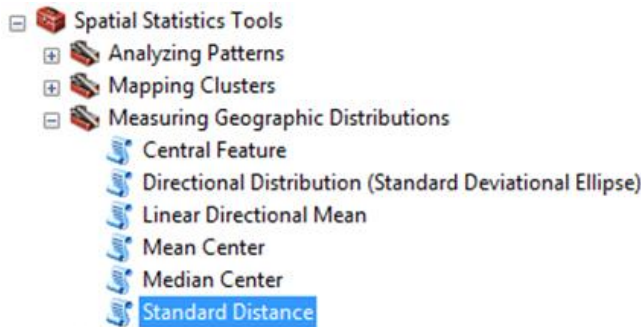 Spatial Statistics Tools
Analyzing Patterns
Mapping Clusters
Measuring Geographic Distributions
Central Feature
Directional Distribution (Standard Deviational Ellipse)
Linear Directional Mean
Mean Center
Median Center
Standard Distance